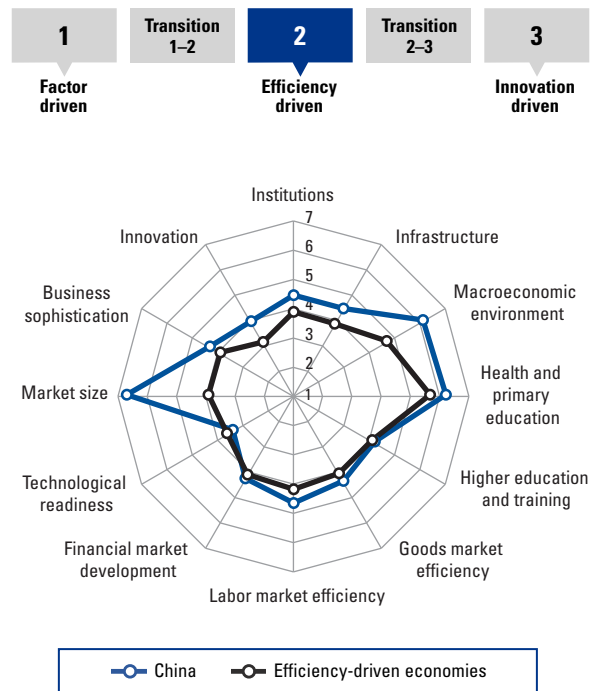 1
Transition
1–2
2
Transition
2–3
3
Factor
driven
Efficiency
driven
Innovation
driven
Institutions
7
Innovation
Infrastructure
6
5
Business
sophistication
Macroeconomic
environment
4
3
2
Market size
1
Health and
primary
education
Technological
readiness
Higher education
and training
Financial market
development
Goods market
efficiency
Labor market efficiency
China
Efficiency-driven economies